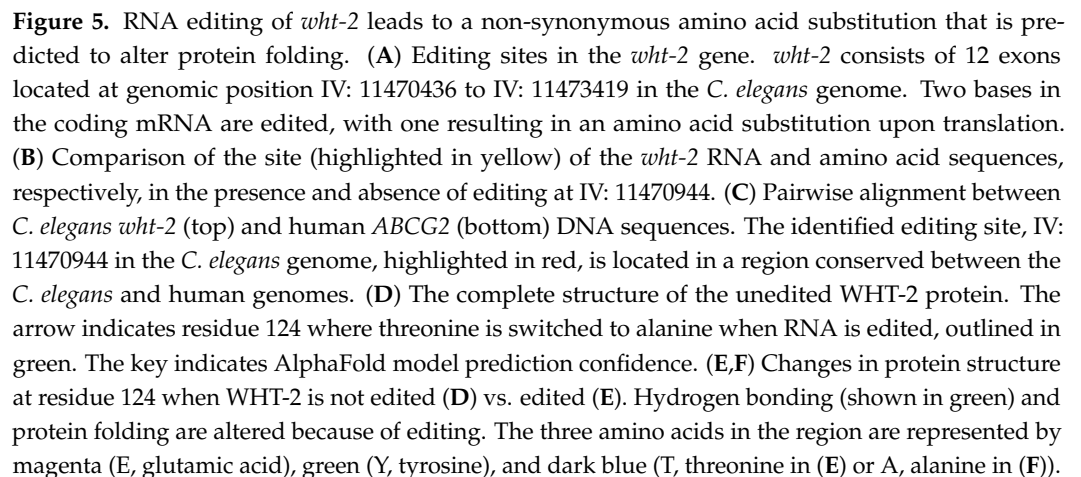 Figure 5. RNA editing of wht-2 leads to a non-synonymous amino acid substitution that is pre-
dicted to alter protein folding. (A) Editing sites in the wht-2 gene. wht-2 consists of 12 exons
located at genomic position IV: 11470436 to IV: 11473419 in the C. elegans genome. Two bases in
the coding mRNA are edited, with one resulting in an amino acid substitution upon translation.
(B) Comparison of the site (highlighted in yellow) of the wht-2 RNA and amino acid sequences,
respectively, in the presence and absence of editing at IV: 11470944. (C) Pairwise alignment between
C. elegans wht-2 (top) and human ABCG2 (bottom) DNA sequences. The identified editing site, IV:
11470944 in the C. elegans genome, highlighted in red, is located in a region conserved between the
C. elegans and human genomes. (D) The complete structure of the unedited WHT-2 protein. The
arrow indicates residue 124 where threonine is switched to alanine when RNA is edited, outlined in
green. The key indicates AlphaFold model prediction confidence. (E,F) Changes in protein structure
at residue 124 when WHT-2 is not edited (D) vs. edited (E). Hydrogen bonding (shown in green) and
protein folding are altered because of editing. The three amino acids in the region are represented by
magenta (E, glutamic acid), green (Y, tyrosine), and dark blue (T, threonine in (E) or A, alanine in (F)).